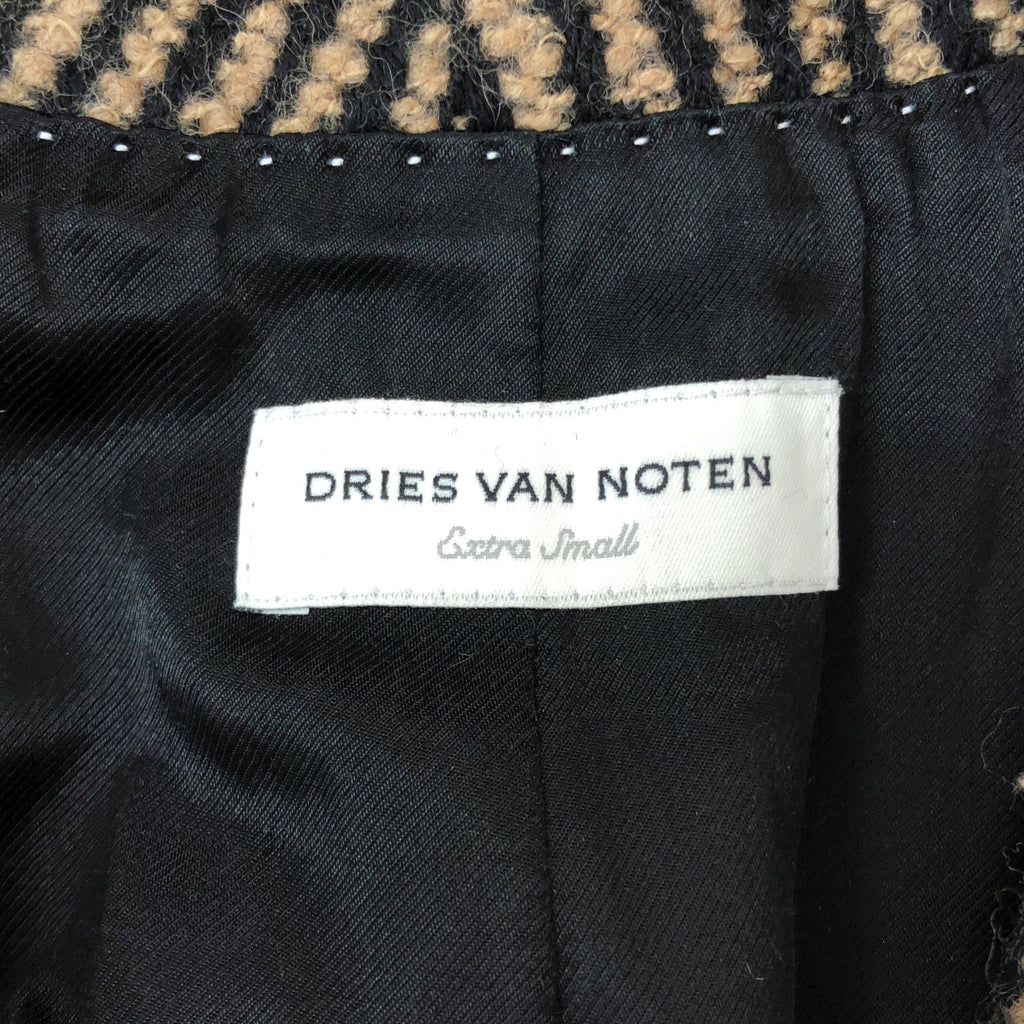 DRIES VAN NOTEN
Extra Small